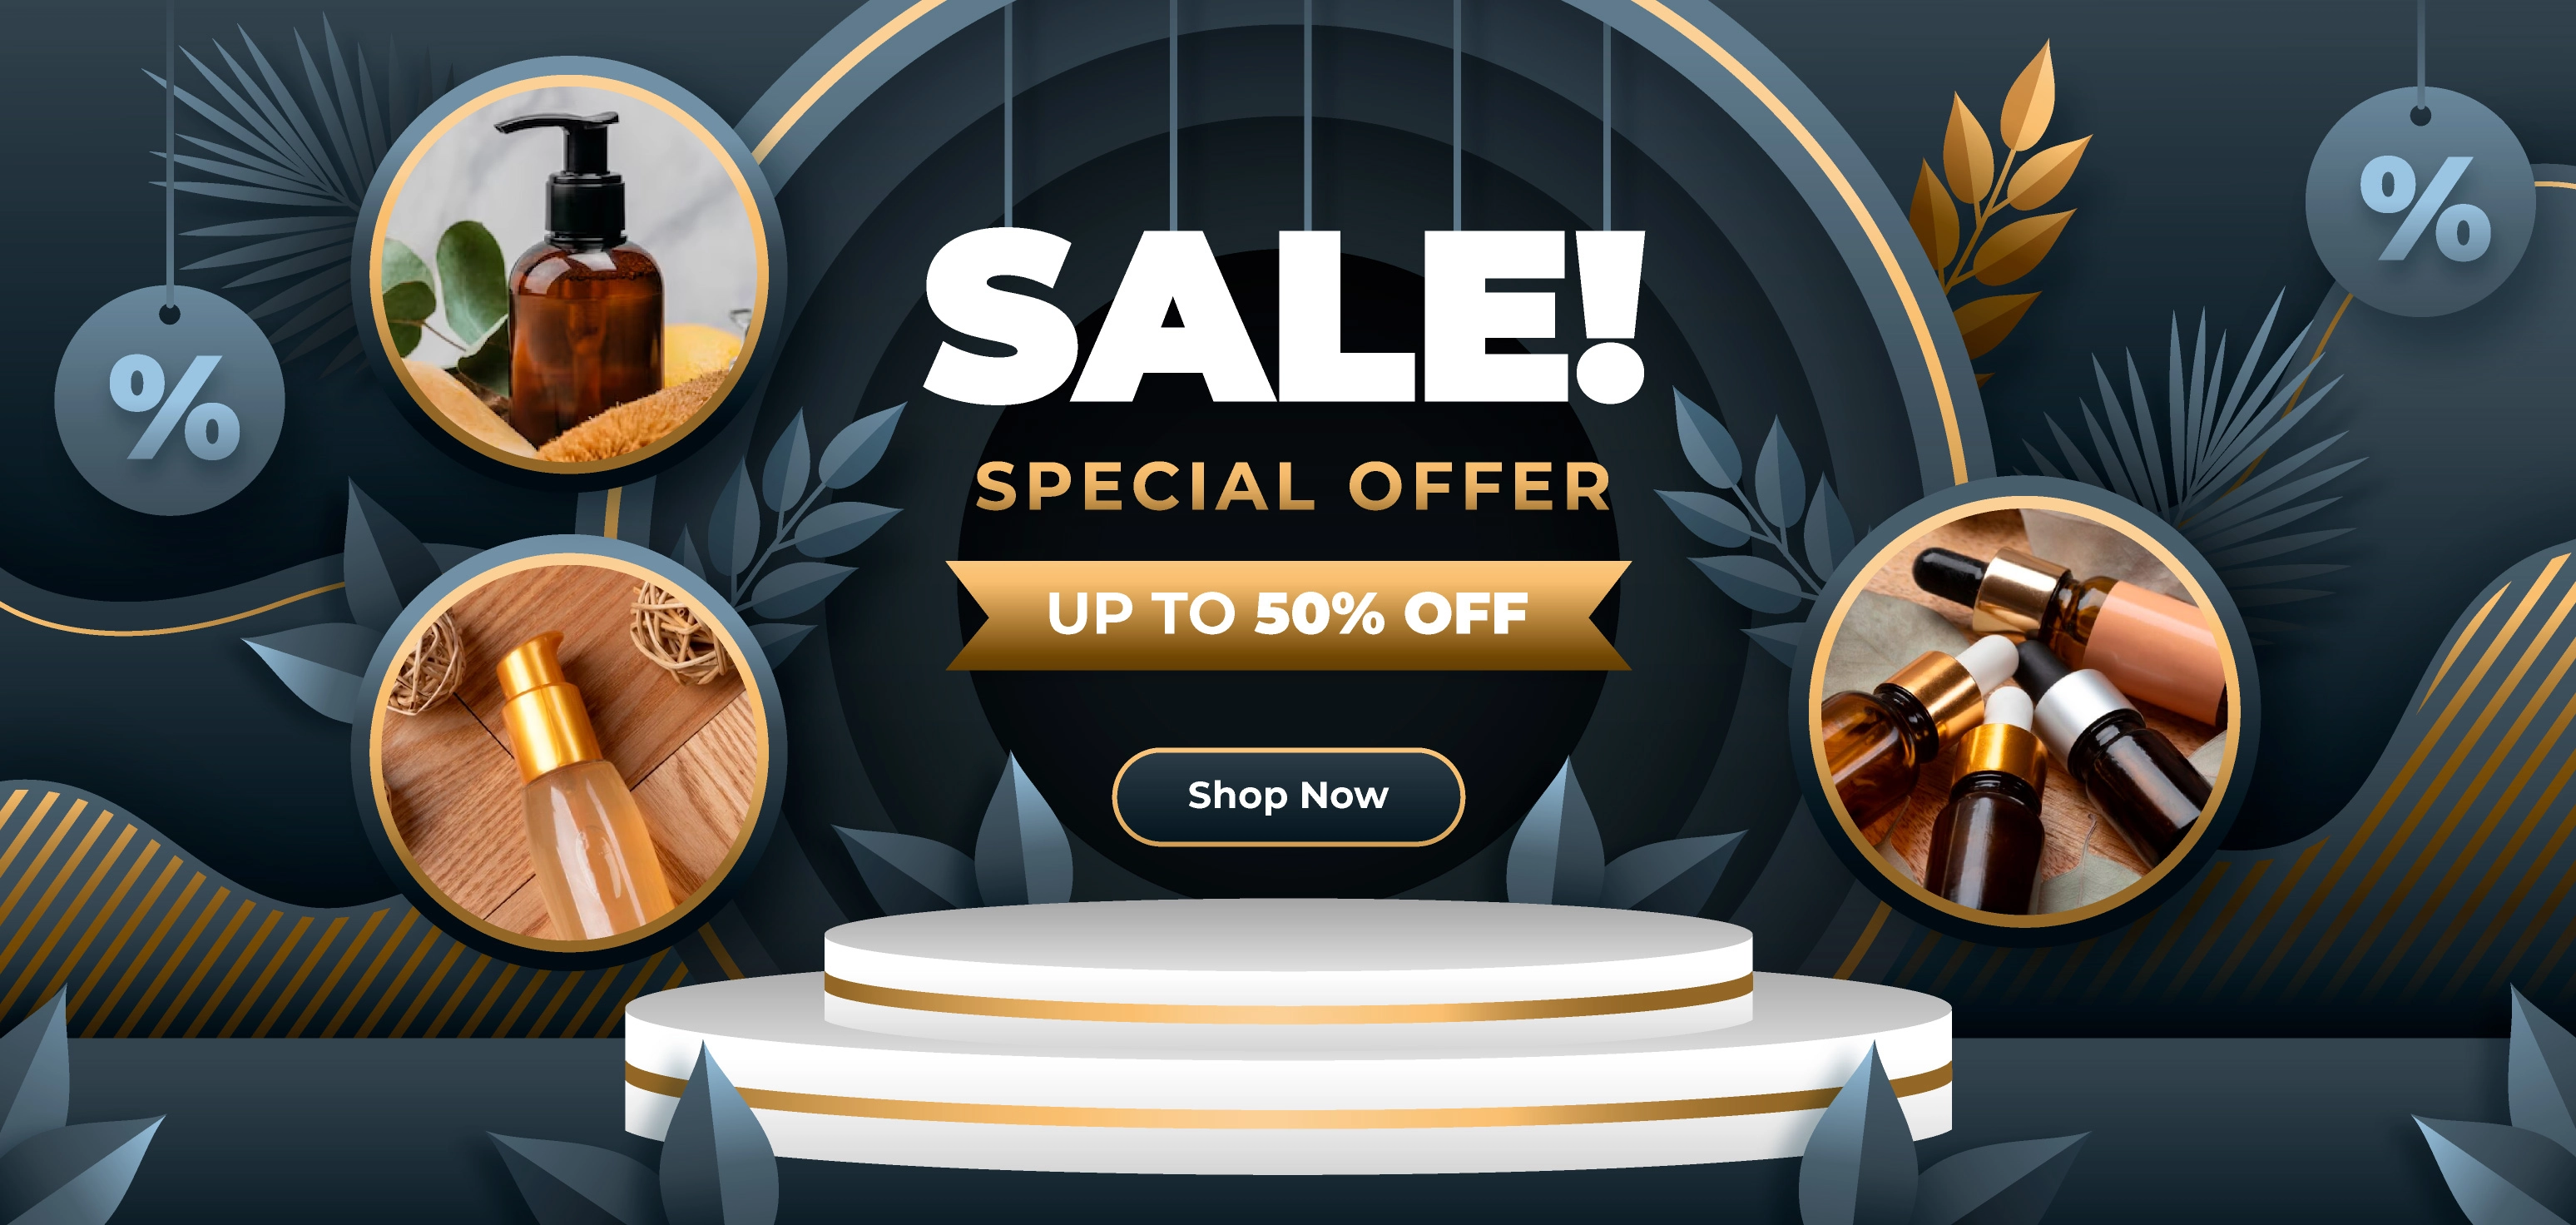 %
%
SALE!
SPECIAL OFFER
UP TO 50% OFF
Shop Now